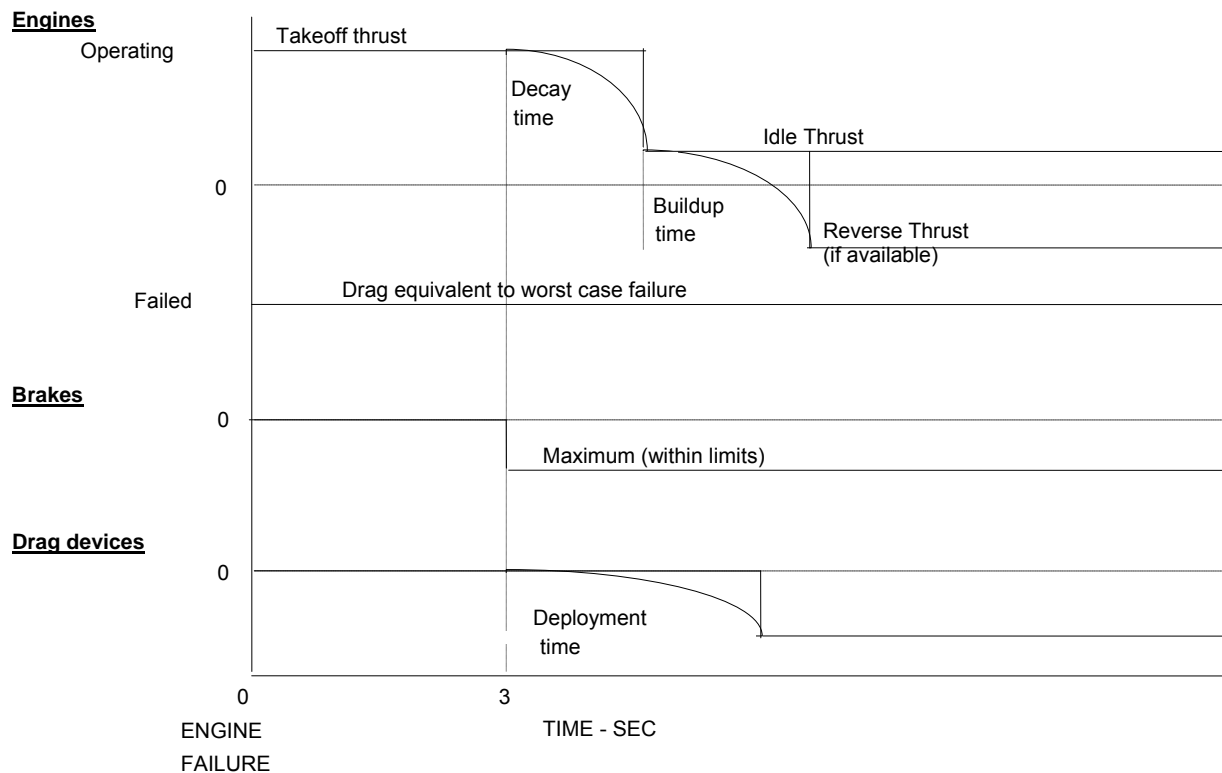 Engines
Takeoff thrust
Operating
Decay
time
Idle Thrust
0
Buildup
time
Reverse Thrust
(if available)
Drag equivalent to worst case failure
Failed
Brakes
0
Maximum (within limits)
Drag devices
0
Deployment
time
0
3
ENGINE
FAILURE
TIME - SEC